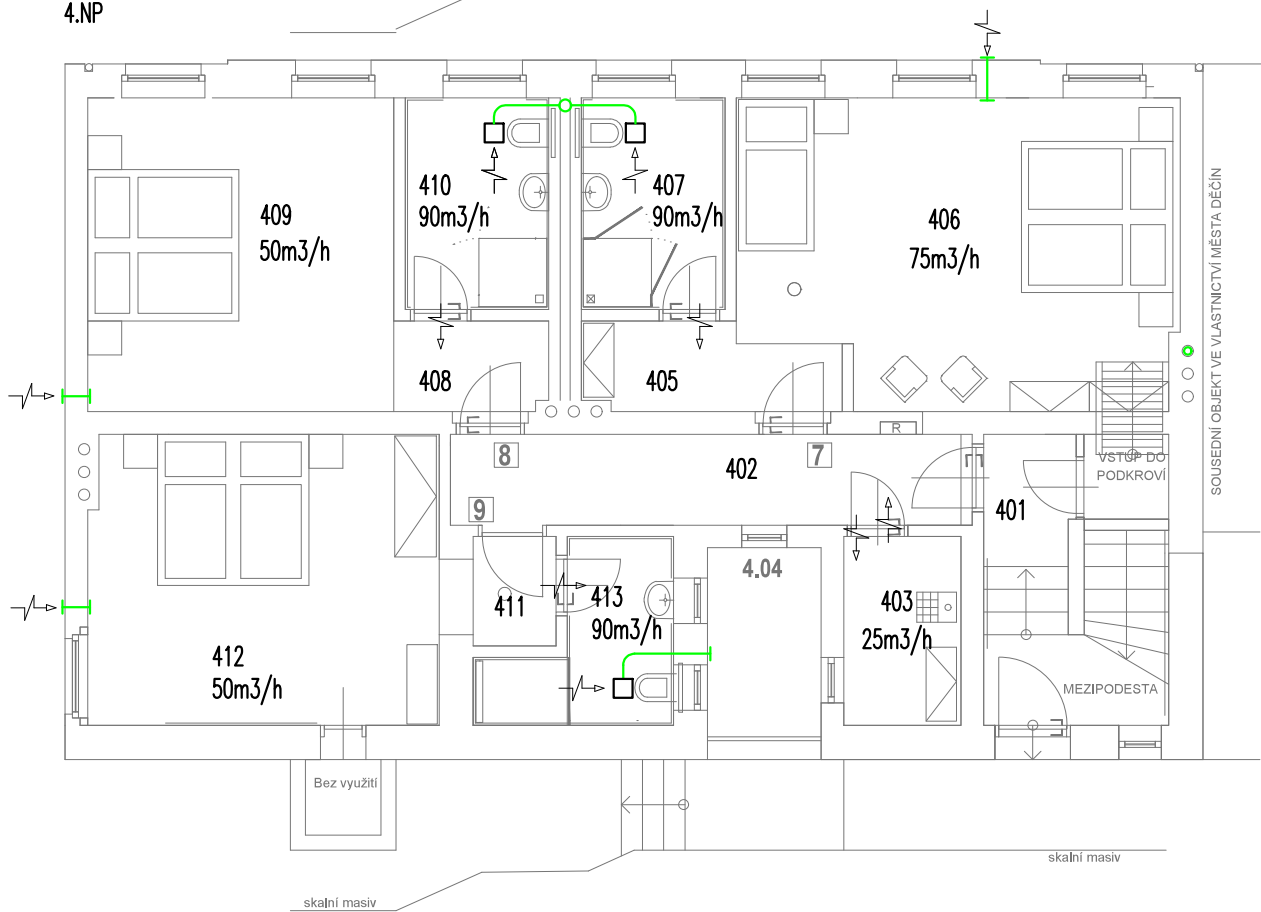 4.NP
410
90m3/h
407
90m3/h
409
50m3/h
406
75m3/h
SOUSEDNÍ OBJEKT VE VLASTNICTVÍ MĚSTA DĚČÍN
408
405
R
8
7
402
VSTUP DO
PODKROVÍ
9
401
4.04
411
413
90m3/h
403
25m3/h
412
50m3/h
MEZIPODESTA
Bez využití
skalní masiv
skalní masiv